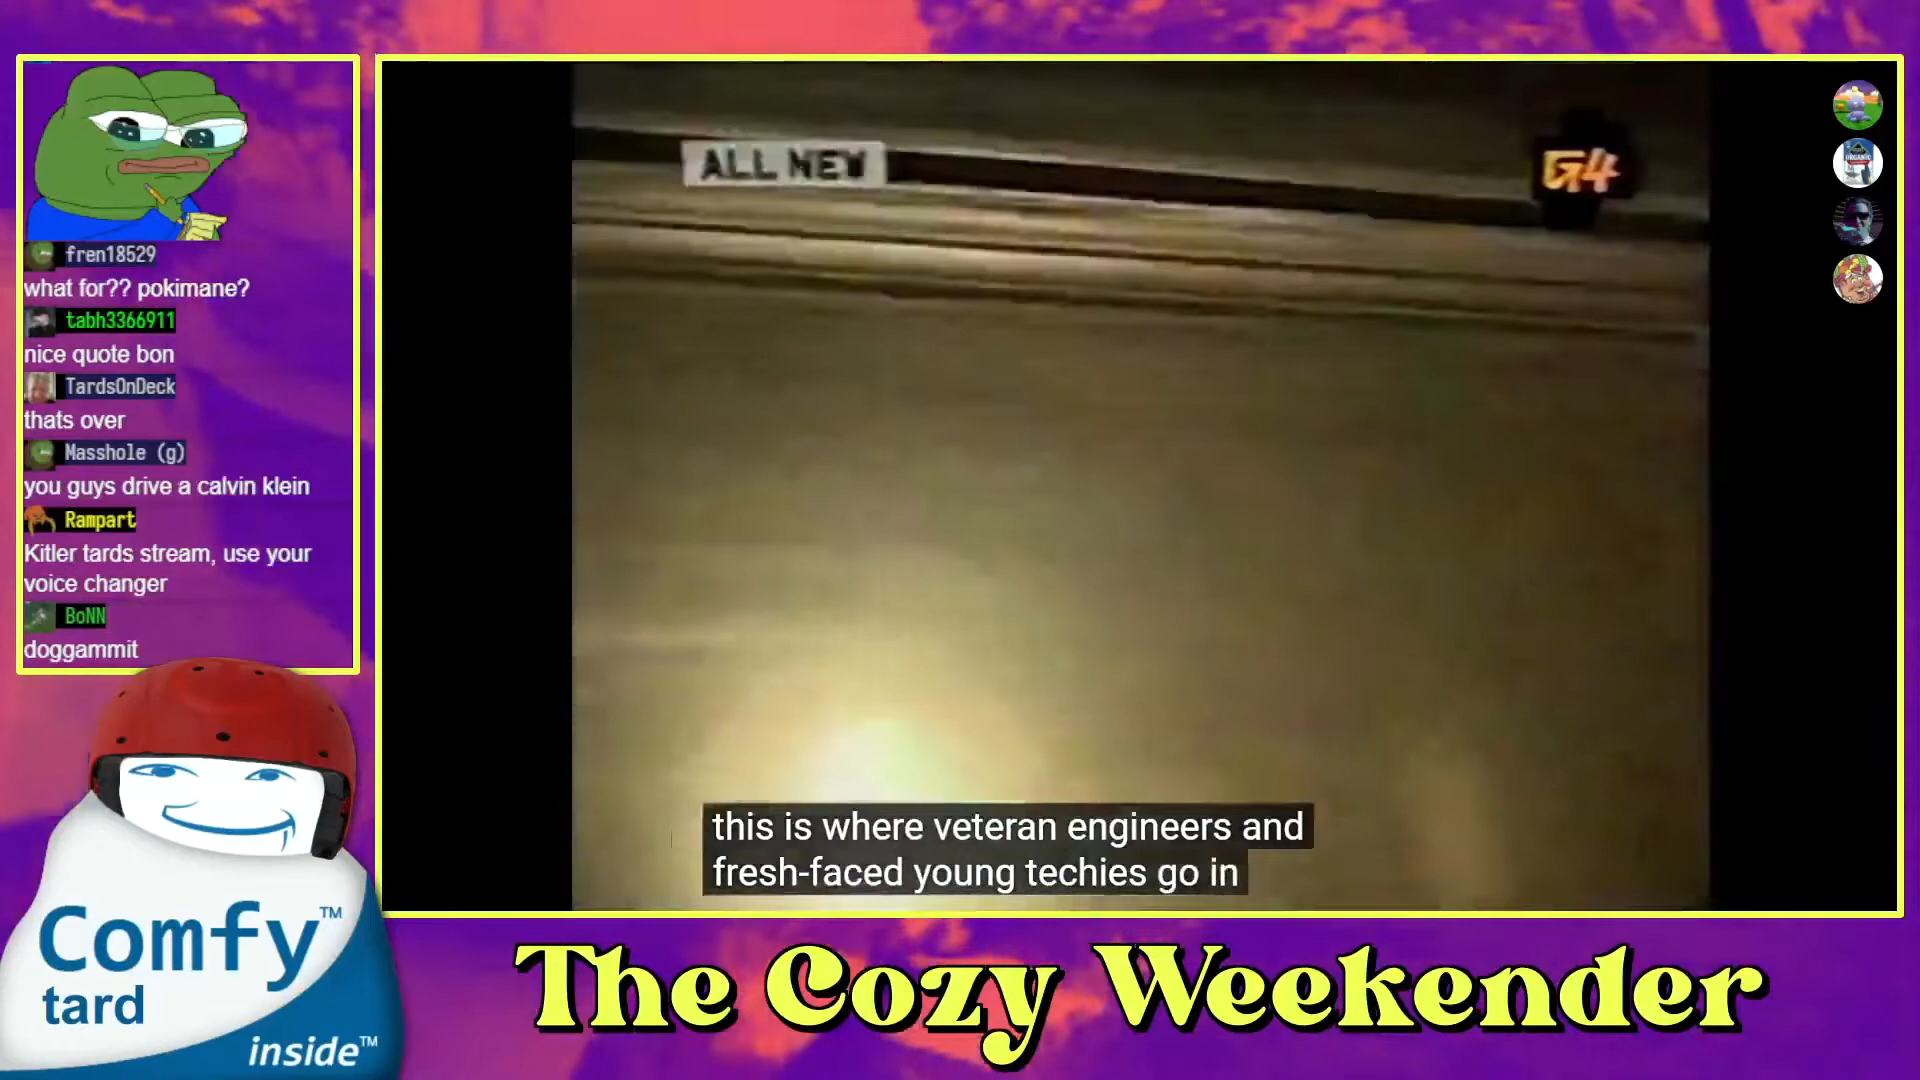 fren18529
what for?? pokimane?
tabh3366911
nice quote bon
TardsOnDeck
thats over
Masshole (g)
you guys drive a calvin klein
Rampart
Kitler tards stream, use your
voice changer
BoNN
doggammit
Comfy™
tard
inside™
ALL NEW
G4
ORGANIC
this is where veteran engineers and
fresh-faced young techies go in
The Cozy Weekender